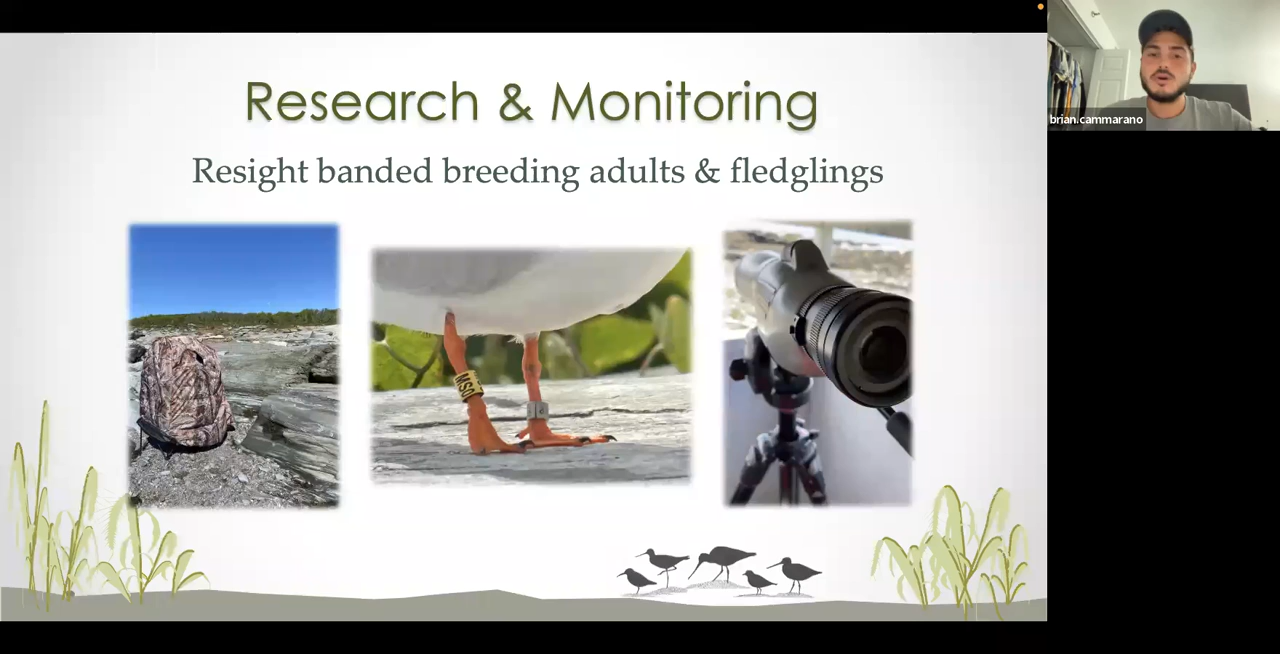 Research & Monitoring
Resight banded breeding adults & fledglings
brian.cammarano